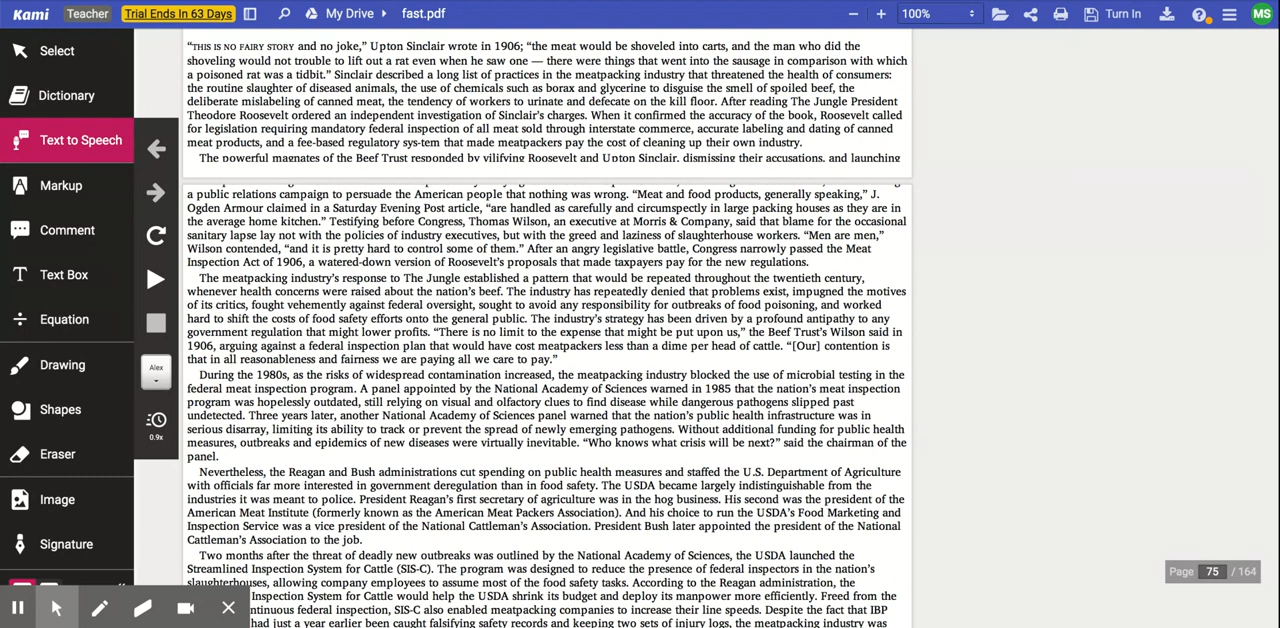 Kami Teacher Trial Ends In 63 Days My Drive fast.pdf 100% Turn In MS
Select
Dictionary
Text to Speech
Markup
Comment
Text Box
Equation
Drawing
Shapes
Eraser
Image
Signature
Alex
0.9x
“THIS IS NO FAIRY STORY and no joke,” Upton Sinclair wrote in 1906; “the meat would be shoveled into carts, and the man who did the
shoveling would not trouble to lift out a rat even when he saw one — there were things that went into the sausage in comparison with which
a poisoned rat was a tidbit.” Sinclair described a long list of practices in the meatpacking industry that threatened the health of consumers:
the routine slaughter of diseased animals, the use of chemicals such as borax and glycerine to disguise the smell of spoiled beef, the
deliberate mislabeling of canned meat, the tendency of workers to urinate and defecate on the kill floor. After reading The Jungle President
Theodore Roosevelt ordered an independent investigation of Sinclair’s charges. When it confirmed the accuracy of the book, Roosevelt called
for legislation requiring mandatory federal inspection of all meat sold through interstate commerce, accurate labeling and dating of canned
meat products, and a fee-based regulatory sys-tem that made meatpackers pay the cost of cleaning up their own industry.
The powerful magnates of the Beef Trust responded by vilifying Roosevelt and Upton Sinclair, dismissing their accusations, and launching
a public relations campaign to persuade the American people that nothing was wrong. “Meat and food products, generally speaking,” J.
Ogden Armour claimed in a Saturday Evening Post article, “are handled as carefully and circumspectly in large packing houses as they are in
the average home kitchen.” Testifying before Congress, Thomas Wilson, an executive at Morris & Company, said that blame for the occasional
sanitary lapse lay not with the policies of industry executives, but with the greed and laziness of slaughterhouse workers. “Men are men,”
Wilson contended, “and it is pretty hard to control some of them.” After an angry legislative battle, Congress narrowly passed the Meat
Inspection Act of 1906, a watered-down version of Roosevelt’s proposals that made taxpayers pay for the new regulations.
The meatpacking industry’s response to The Jungle established a pattern that would be repeated throughout the twentieth century,
whenever health concerns were raised about the nation’s beef. The industry has repeatedly denied that problems exist, impugned the motives
of its critics, fought vehemently against federal oversight, sought to avoid any responsibility for outbreaks of food poisoning, and worked
hard to shift the costs of food safety efforts onto the general public. The industry’s strategy has been driven by a profound antipathy to any
government regulation that might lower profits. “There is no limit to the expense that might be put upon us,” the Beef Trust’s Wilson said in
1906, arguing against a federal inspection plan that would have cost meatpackers less than a dime per head of cattle. “[Our] contention is
that in all reasonableness and fairness we are paying all we care to pay.”
During the 1980s, as the risks of widespread contamination increased, the meatpacking industry blocked the use of microbial testing in the
federal meat inspection program. A panel appointed by the National Academy of Sciences warned in 1985 that the nation’s meat inspection
program was hopelessly outdated, still relying on visual and olfactory clues to find disease while dangerous pathogens slipped past
undetected. Three years later, another National Academy of Sciences panel warned that the nation’s public health infrastructure was in
serious disarray, limiting its ability to track or prevent the spread of newly emerging pathogens. Without additional funding for public health
measures, outbreaks and epidemics of new diseases were virtually inevitable. “Who knows what crisis will be next?” said the chairman of the
panel.
Nevertheless, the Reagan and Bush administrations cut spending on public health measures and staffed the U.S. Department of Agriculture
with officials far more interested in government deregulation than in food safety. The USDA became largely indistinguishable from the
industries it was meant to police. President Reagan’s first secretary of agriculture was in the hog business. His second was the president of the
American Meat Institute (formerly known as the American Meat Packers Association). And his choice to run the USDA’s Food Marketing and
Inspection Service was a vice president of the National Cattleman’s Association. President Bush later appointed the president of the National
Cattleman’s Association to the job.
Two months after the threat of deadly new outbreaks was outlined by the National Academy of Sciences, the USDA launched the
Streamlined Inspection System for Cattle (SIS-C). The program was designed to reduce the presence of federal inspectors in the nation’s
slaughterhouses, allowing company employees to assume most of the food safety tasks. According to the Reagan administration, the
Inspection System for Cattle would help the USDA shrink its budget and deploy its manpower more efficiently. Freed from the
ntinuous federal inspection, SIS-C also enabled meatpacking companies to increase their line speeds. Despite the fact that IBP
had just a year earlier been caught falsifying safety records and keeping two sets of injury logs, the meatpacking industry was
Page 75 / 164